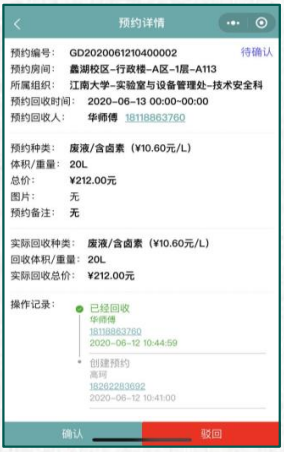 预约详情
预约编号： GD2020061210400002 待确认
预约房间： 蠡湖校区-行政楼-A区-1层-A113
所属组织： 江南大学-实验室与设备管理处-技术安全科
预约回收时间： 2020-06-13 00:00~00:00
预约回收人： 华师傅 18118863760
预约种类： 废液/含卤素（¥10.60元/L）
体积/重量： 20L
总价： ¥212.00元
图片： 无
预约备注： 无
实际回收种类： 废液/含卤素（¥10.60元/L）
回收体积/重量： 20L
实际回收总价： ¥212.00元
操作记录： 已经回收
华师傅
18118863760
2020-06-12 10:44:59
创建预约
高珂
18262283692
2020-06-12 10:41:00
确认 驳回